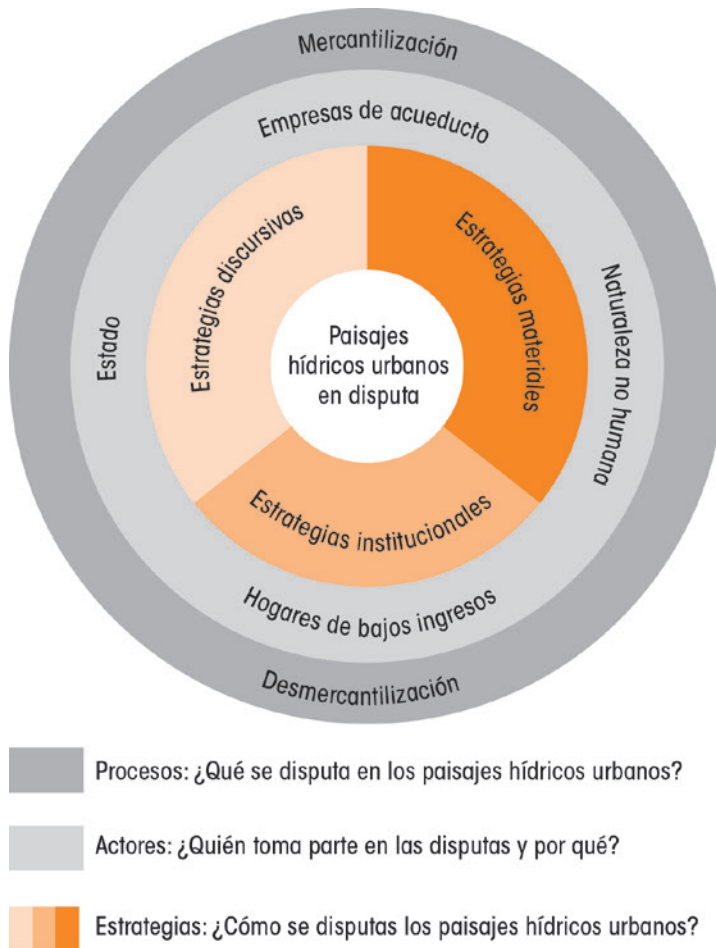 Mercantilización
Empresas de acueducto
Estrategias discursivas
Estrategias materiales
Estado
Naturaleza no humana
Paisajes
hídricos urbanos
en disputa
Estrategias institucionales
Hogares de bajos ingresos
Desmercantilización
Procesos: ¿Qué se disputa en los paisajes hídricos urbanos?
Actores: ¿Quién toma parte en las disputas y por qué?
Estrategias: ¿Cómo se disputas los paisajes hídricos urbanos?